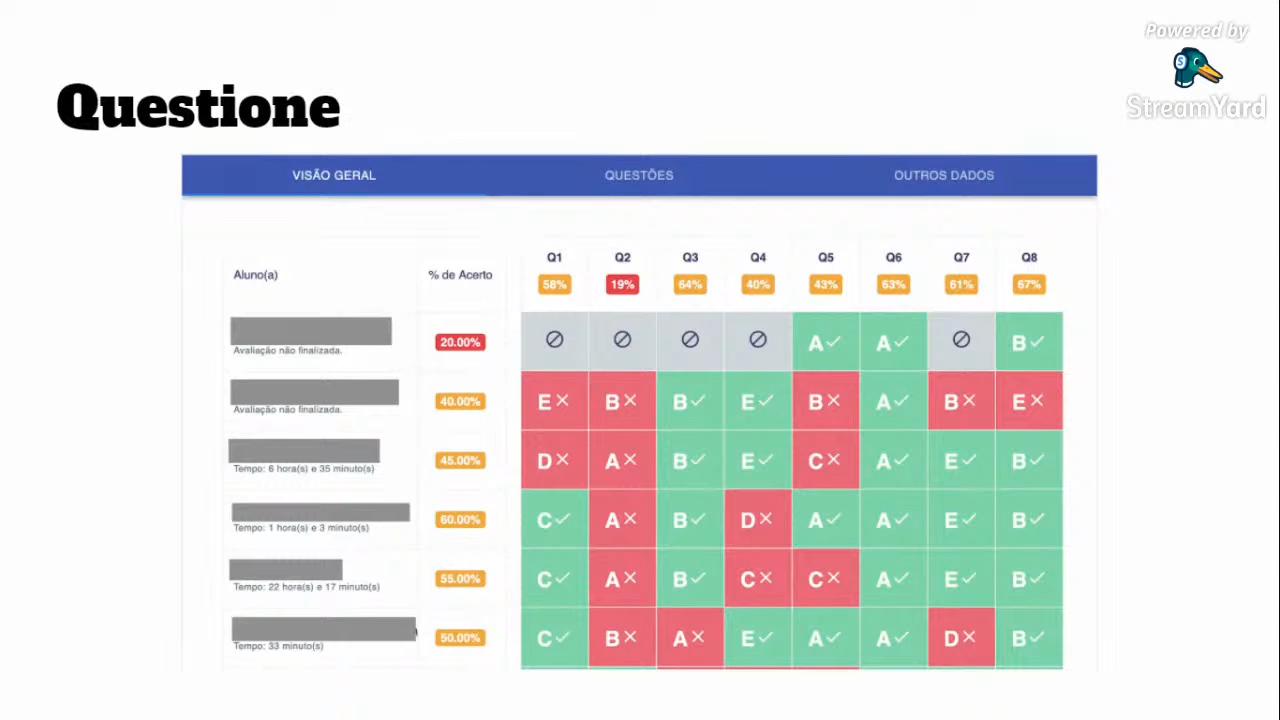 Powered by
StreamYard
Questione
VISÃO GERAL QUESTÕES OUTROS DADOS
Q1 Q2 Q3 Q4 Q5 Q6 Q7 Q8
Aluno(a) % de Acerto
58% 19% 64% 40% 43% 63% 61% 67%
20.00% A A B
Avaliação não finalizada.
40.00% E B B E B A B E
Avaliação não finalizada.
45.00% D A B E C A E B
Tempo: 6 hora(s) e 35 minuto(s)
60.00% C A B D A A E B
Tempo: 1 hora(s) e 3 minuto(s)
55.00% C A B C C A E B
Tempo: 22 hora(s) e 17 minuto(s)
50.00% C B A E A A D B
Tempo: 33 minuto(s)